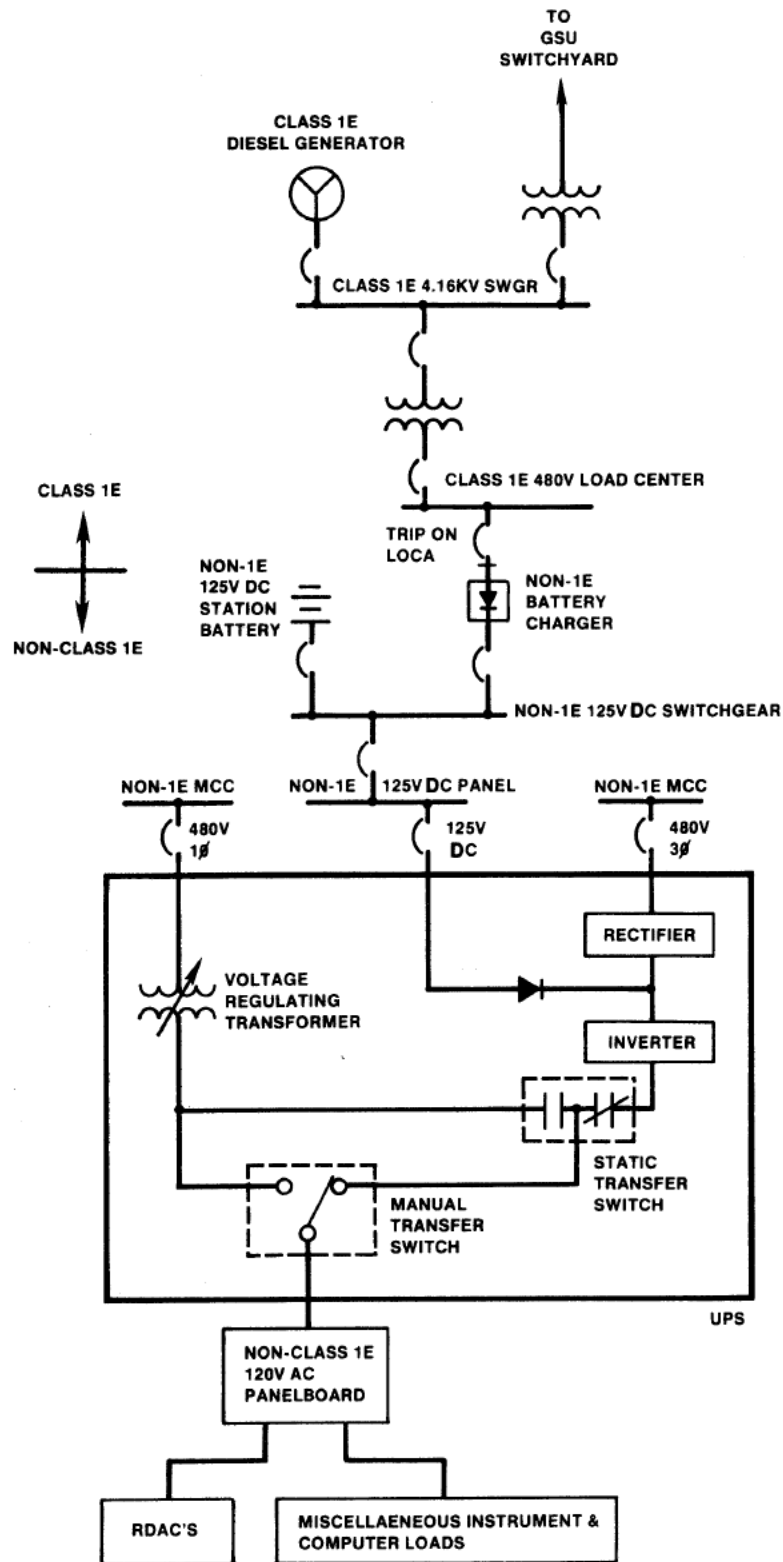 TO
GSU
SWITCHYARD
CLASS 1E
DIESEL GENERATOR
CLASS 1E 4.16KV SWGR
CLASS 1E 480V LOAD CENTER
CLASS 1E
NON-CLASS 1E
TRIP ON
LOCA
NON-1E
125V DC
STATION
BATTERY
NON-1E
BATTERY
CHARGER
NON-1E 125V DC SWITCHGEAR
NON-1E MCC
NON-1E 125V DC PANEL
NON-1E MCC
480V
1Ø
125V
DC
480V
3Ø
RECTIFIER
VOLTAGE
REGULATING
TRANSFORMER
INVERTER
STATIC
TRANSFER
SWITCH
MANUAL
TRANSFER
SWITCH
UPS
NON-CLASS 1E
120V AC
PANELBOARD
RDAC'S
MISCELLAENEOUS INSTRUMENT &
COMPUTER LOADS